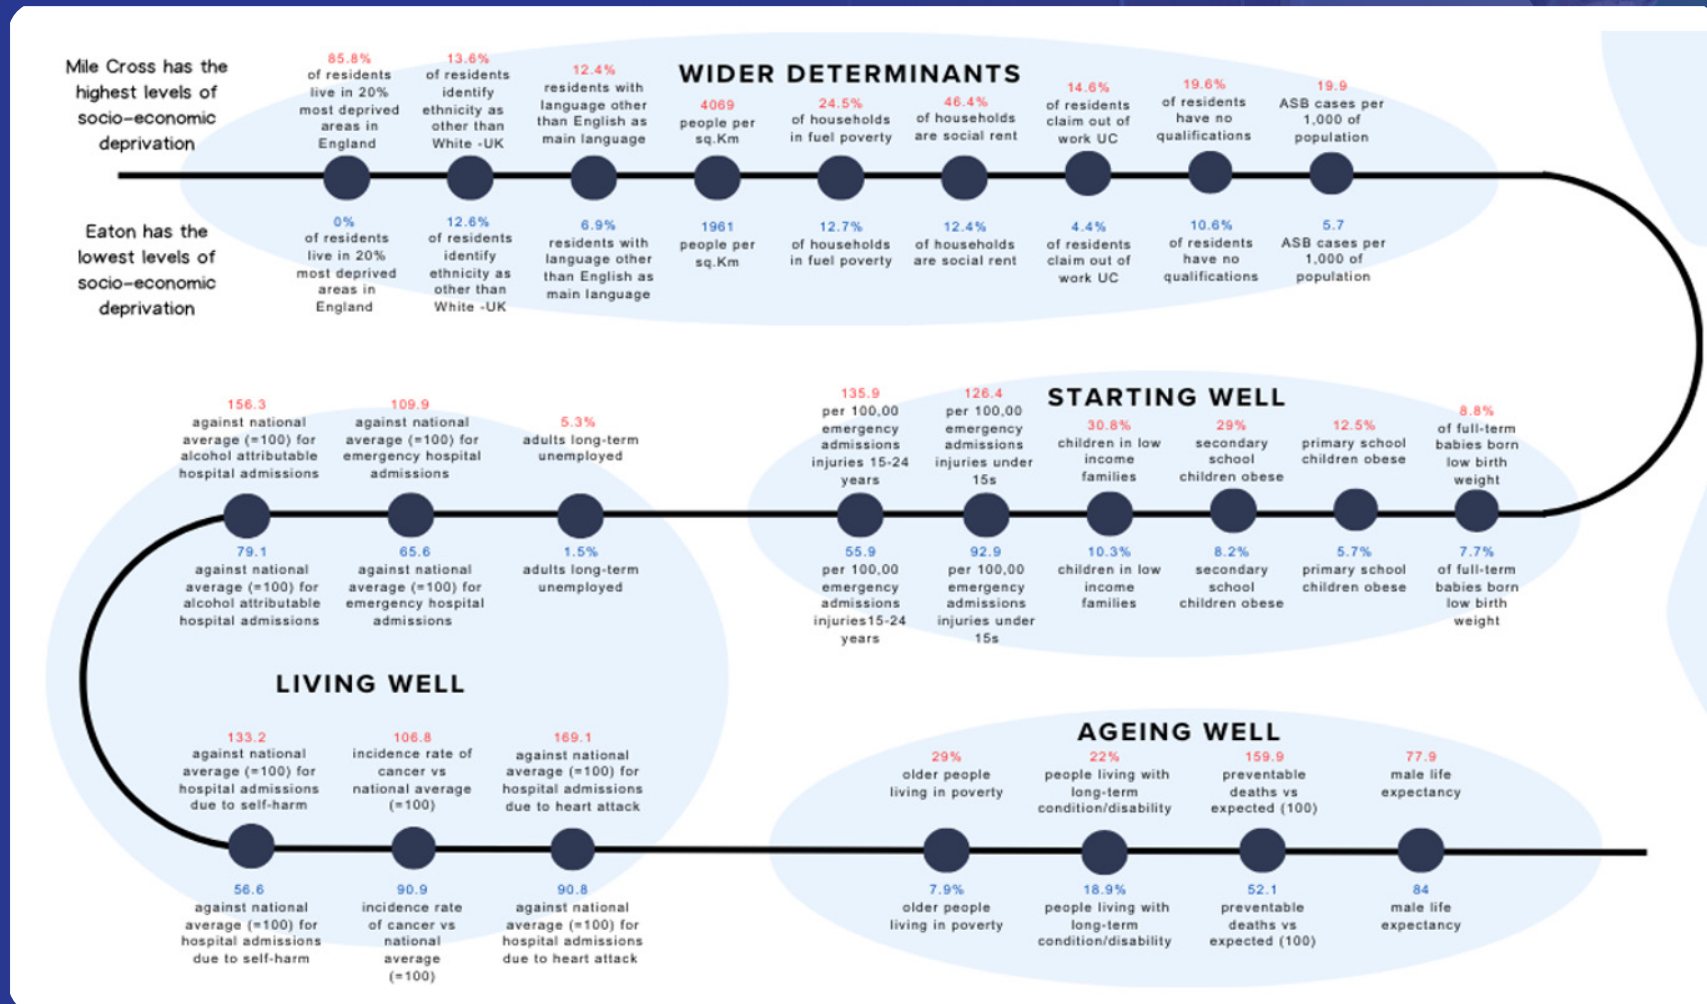 Mile Cross has the
highest levels of
socio-economic
deprivation
85.8%
of residents
live in 20%
most deprived
areas in
England
13.6%
of residents
identify
ethnicity as
other than
White -UK
12.4%
residents with
language other
than English as
main language
WIDER DETERMINANTS
4069
people per
sq.Km
24.5%
of households
in fuel poverty
46.4%
of households
are social rent
14.6%
of residents
claim out of
work UC
19.6%
of residents
have no
qualifications
19.9
ASB cases per
1,000 of
population
Eaton has the
lowest levels of
socio-economic
deprivation
0%
of residents
live in 20%
most deprived
areas in
England
12.6%
of residents
identify
ethnicity as
other than
White -UK
6.9%
residents with
language other
than English as
main language
1961
people per
sq.Km
12.7%
of households
in fuel poverty
12.4%
of households
are social rent
4.4%
of residents
claim out of
work UC
10.6%
of residents
have no
qualifications
5.7
ASB cases per
1,000 of
population
156.3
against national
average (=100) for
alcohol attributable
hospital admissions
109.9
against national
average (=100) for
emergency hospital
admissions
5.3%
adults long-term
unemployed
135.9
per 100,00
emergency
admissions
injuries 15-24
years
126.4
per 100,00
emergency
admissions
injuries under
15s
STARTING WELL
30.8%
children in low
income
families
29%
secondary
school
children obese
12.5%
primary school
children obese
8.8%
of full-term
babies born
low birth
weight
79.1
against national
average (=100) for
alcohol attributable
hospital admissions
65.6
against national
average (=100) for
emergency hospital
admissions
1.5%
adults long-term
unemployed
55.9
per 100,00
emergency
admissions
injuries15-24
years
92.9
per 100,00
emergency
admissions
injuries under
15s
10.3%
children in low
income
families
8.2%
secondary
school
children obese
5.7%
primary school
children obese
7.7%
of full-term
babies born
low birth
weight
LIVING WELL
133.2
against national
average (=100) for
hospital admissions
due to self-harm
106.8
incidence rate of
cancer vs
national average
(=100)
169.1
against national
average (=100) for
hospital admissions
due to heart attack
AGEING WELL
29%
older people
living in poverty
22%
people living with
long-term
condition/disability
159.9
preventable
deaths vs
expected (100)
77.9
male life
expectancy
56.6
against national
average (=100) for
hospital admissions
due to self-harm
90.9
incidence rate
of cancer vs
national
average
(=100)
90.8
against national
average (=100) for
hospital admissions
due to heart attack
7.9%
older people
living in poverty
18.9%
people living with
long-term
condition/disability
52.1
preventable
deaths vs
expected (100)
84
male life
expectancy